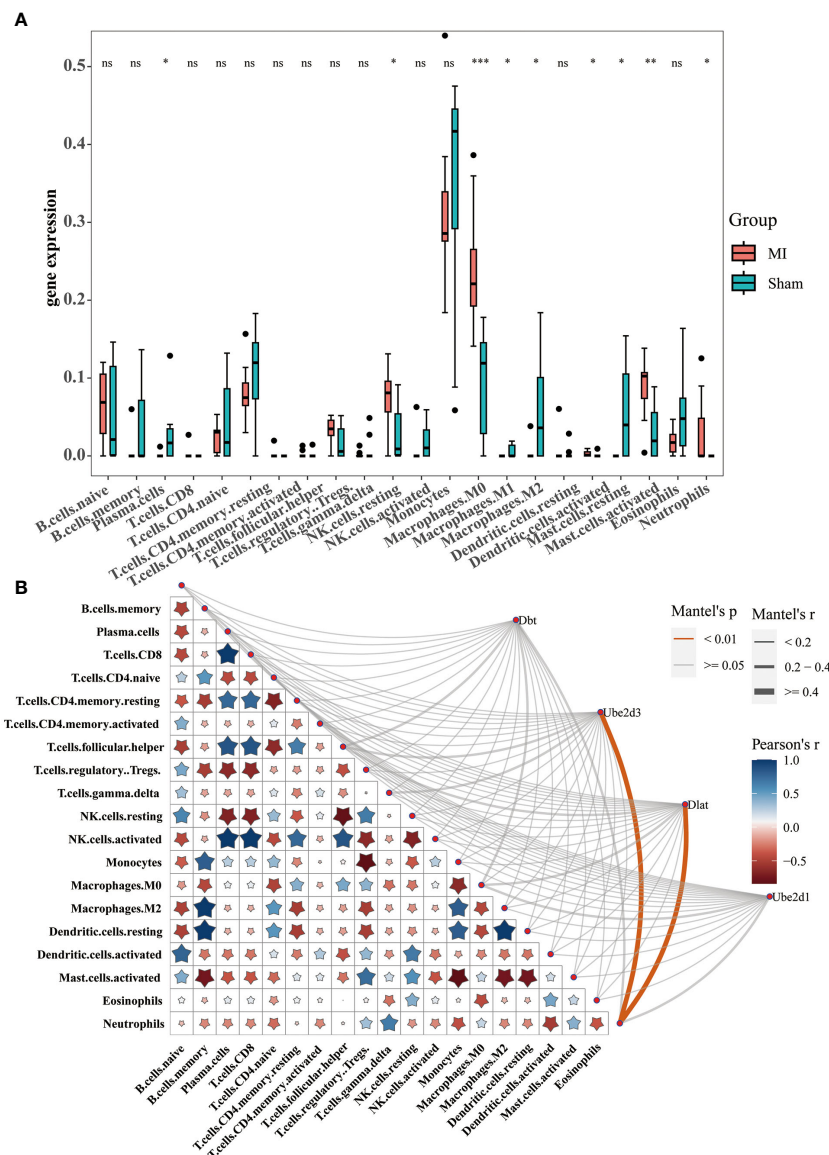 A
ns ns * ns ns ns ns ns ns * ns ns *** * * ns * * ** ns *
0.5
0.4
0.3
0.2
0.1
0.0
gene expression
Group
MI
Sham
B.cells.naive
B.cells.memory
Plasma.cells
T.cells.CD8
T.cells.CD4.naive
T.cells.CD4.memory.resting
T.cells.CD4.memory.activated
T.cells.follicular.helper
T.cells.regulatory..Tregs.
T.cells.gamma.delta
NK.cells.resting
NK.cells.activated
Monocytes
Macrophages.M0
Macrophages.M1
Macrophages.M2
Dendritic.cells.resting
Dendritic.cells.activated
Mast.cells.resting
Mast.cells.activated
Eosinophils
Neutrophils
B
B.cells.memory
Plasma.cells
T.cells.CD8
T.cells.CD4.naive
T.cells.CD4.memory.resting
T.cells.CD4.memory.activated
T.cells.follicular.helper
T.cells.regulatory..Tregs.
T.cells.gamma.delta
NK.cells.resting
NK.cells.activated
Monocytes
Macrophages.M0
Macrophages.M2
Dendritic.cells.resting
Dendritic.cells.activated
Mast.cells.activated
Eosinophils
Neutrophils
B.cells.naive
B.cells.memory
Plasma.cells
T.cells.CD8
T.cells.CD4.naive
T.cells.CD4.memory.resting
T.cells.CD4.memory.activated
T.cells.follicular.helper
T.cells.regulatory..Tregs.
T.cells.gamma.delta
NK.cells.resting
NK.cells.activated
Monocytes
Macrophages.M0
Macrophages.M2
Dendritic.cells.resting
Dendritic.cells.activated
Mast.cells.activated
Eosinophils
Dbt
Ube2d3
Dlat
Ube2d1
Mantel's p
< 0.01
>= 0.05
Mantel's r
< 0.2
0.2 − 0.4
>= 0.4
Pearson's r
1.0
0.5
0.0
−0.5